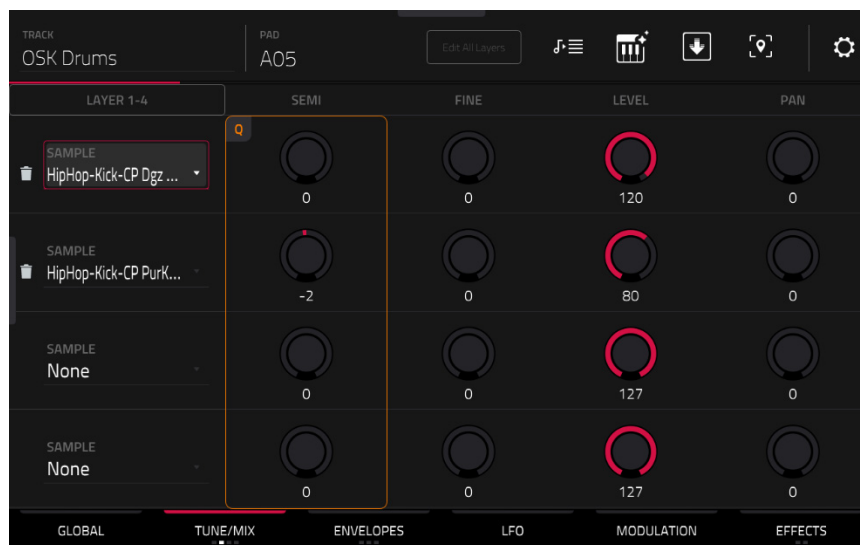 TRACK PAD
OSK Drums A05 Edit All Layers
LAYER 1-4 SEMI FINE LEVEL PAN
Q
SAMPLE
HipHop-Kick-CP Dgz ...
0 0 120 0
SAMPLE
HipHop-Kick-CP PurK...
-2 0 80 0
SAMPLE
None
0 0 127 0
SAMPLE
None
0 0 127 0
GLOBAL TUNE/MIX ENVELOPES LFO MODULATION EFFECTS